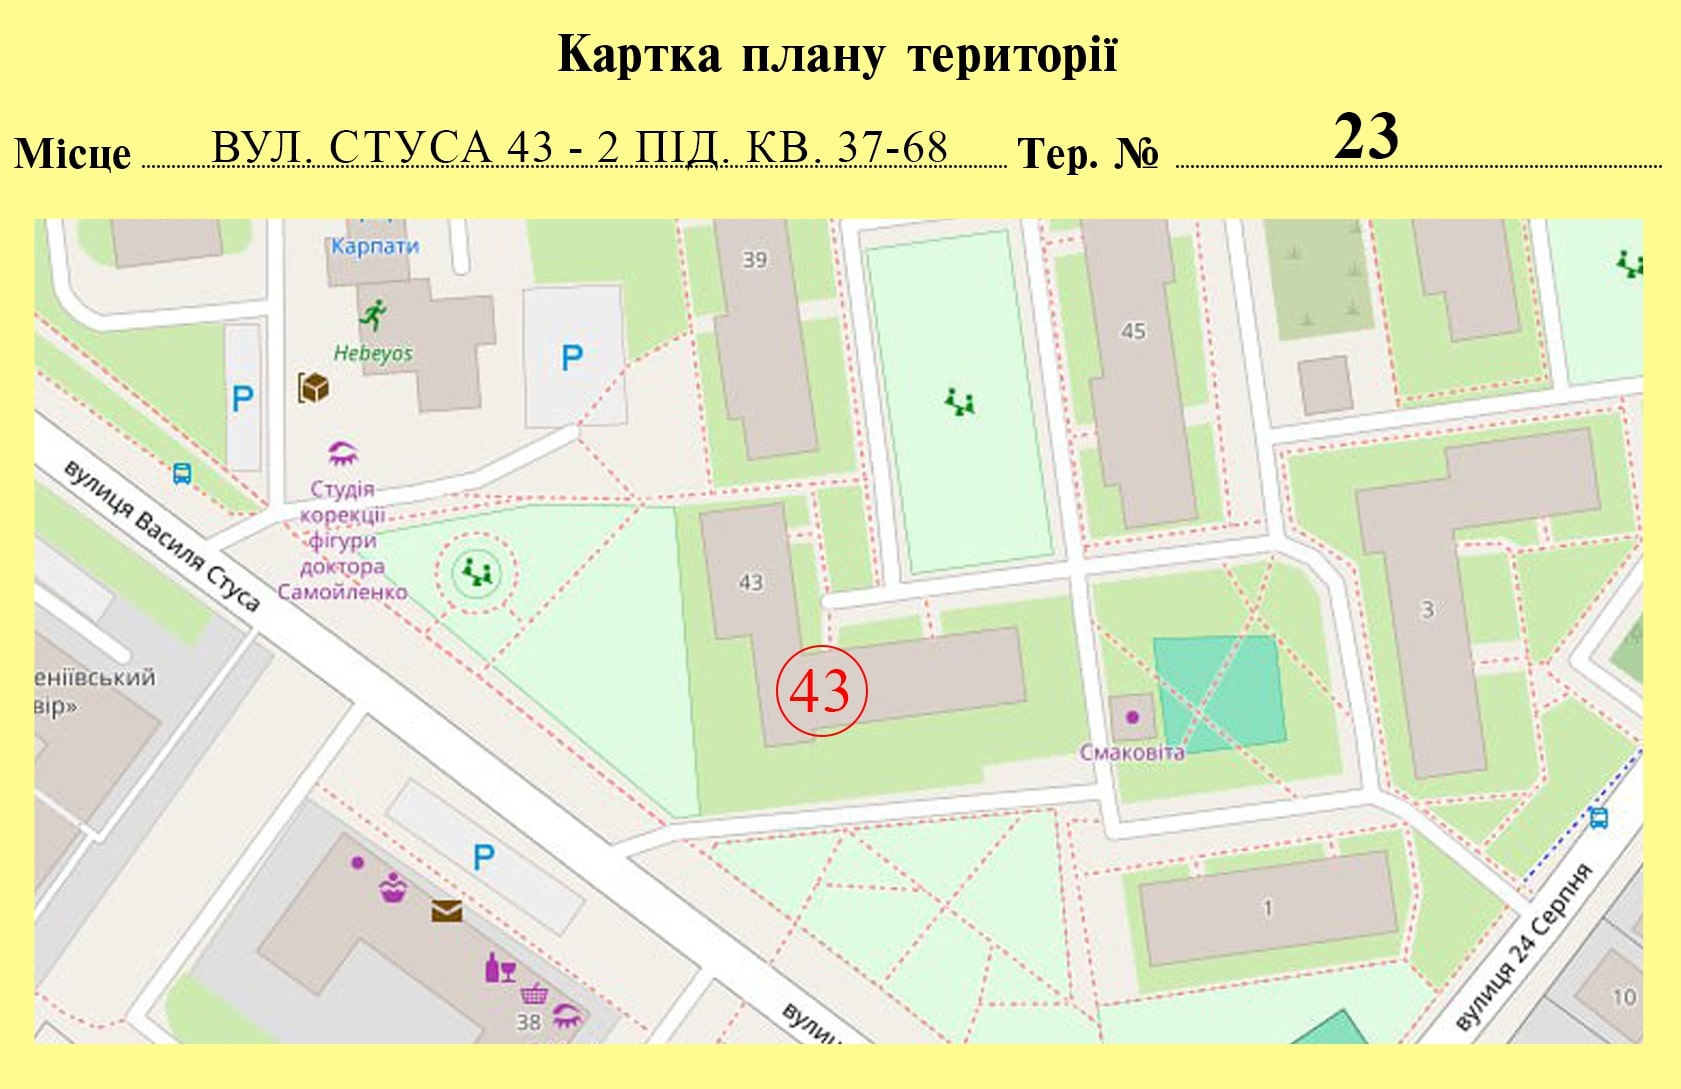 Картка плану території
Місце ВУЛ. СТУСА 43 - 2 ПІД. КВ. 37-68 Тер. № 23
Карпати
39
45
Hebeyos
P
P
вулиця Василя Стуса
Студія
корекції
фігури
доктора
Самойленко
43
3
43
еніївський
вір»
Смаковіта
P
1
вулиця 24 Серпня
10
38
вулиц